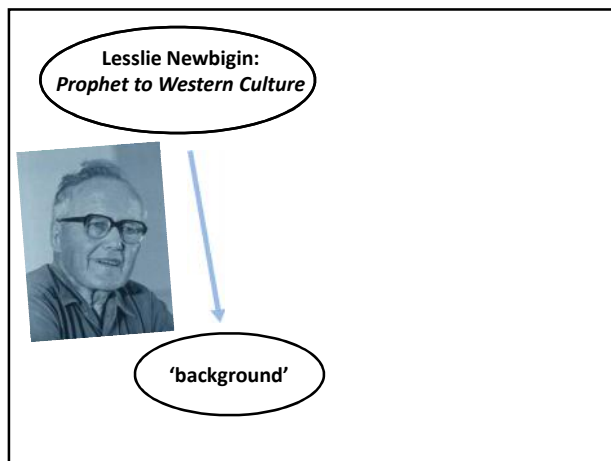 Lesslie Newbigin:
Prophet to Western Culture
‘background’